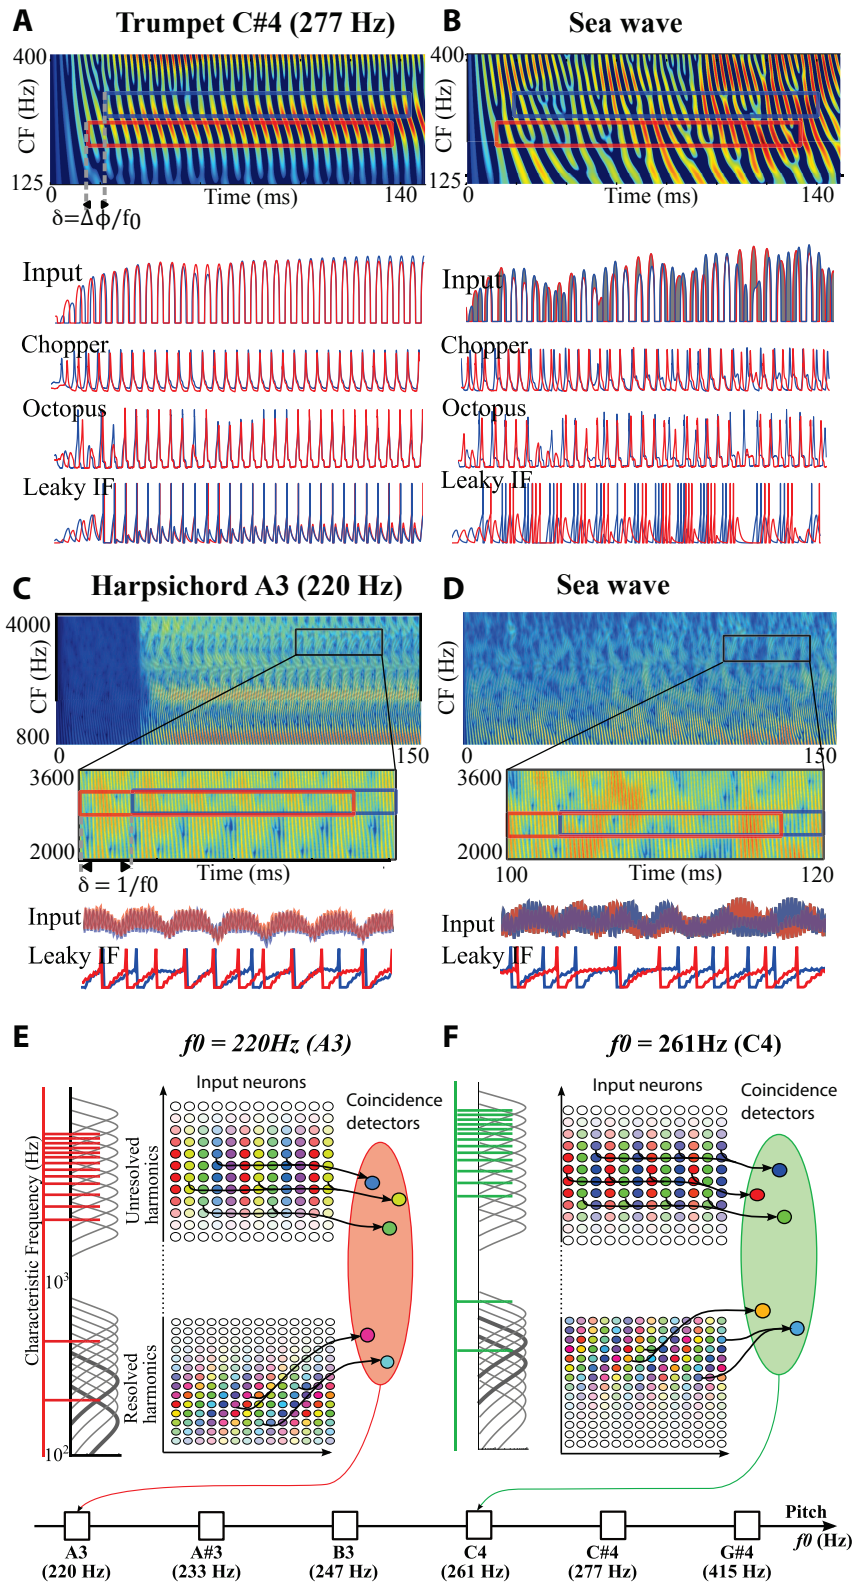 A
Trumpet C#4 (277 Hz)
B
Sea wave
400
CF (Hz)
125
0
Time (ms)
140
δ=Δϕ/f0
400
CF (Hz)
125
0
Time (ms)
140
Input
Chopper
Octopus
Leaky IF
Input
Chopper
Octopus
Leaky IF
C
Harpsichord A3 (220 Hz)
D
Sea wave
4000
CF (Hz)
800
0
150
3600
2000
Time (ms)
δ = 1/f0
Input
Leaky IF
CF (Hz)
0
150
3600
2000
100
Time (ms)
120
Input
Leaky IF
E
f0 = 220Hz (A3)
F
f0 = 261Hz (C4)
Input neurons
Coincidence
detectors
Characteristic Frequency (Hz)
Unresolved
harmonics
Resolved
harmonics
10³
10²
Input neurons
Coincidence
detectors
Pitch
f0 (Hz)
A3
(220 Hz)
A#3
(233 Hz)
B3
(247 Hz)
C4
(261 Hz)
C#4
(277 Hz)
G#4
(415 Hz)